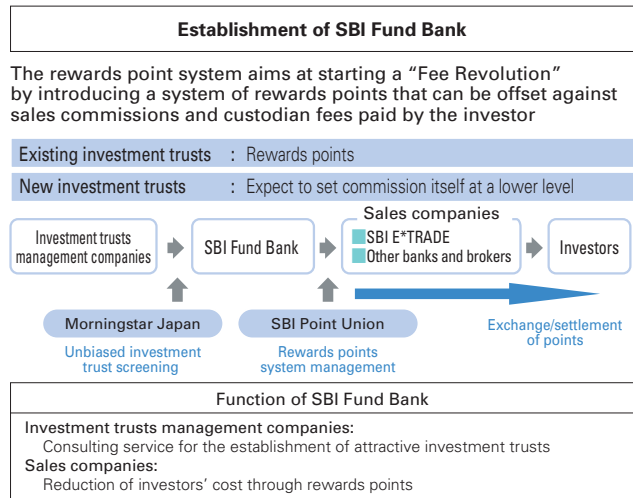 Establishment of SBI Fund Bank
The rewards point system aims at starting a “Fee Revolution”
by introducing a system of rewards points that can be offset against
sales commissions and custodian fees paid by the investor
Existing investment trusts : Rewards points
New investment trusts : Expect to set commission itself at a lower level
Sales companies
Investment trusts
management companies
SBI Fund Bank
SBI E*TRADE
Other banks and brokers
Investors
Morningstar Japan
SBI Point Union
Exchange/settlement
of points
Unbiased investment
trust screening
Rewards points
system management
Function of SBI Fund Bank
Investment trusts management companies:
Consulting service for the establishment of attractive investment trusts
Sales companies:
Reduction of investors’ cost through rewards points